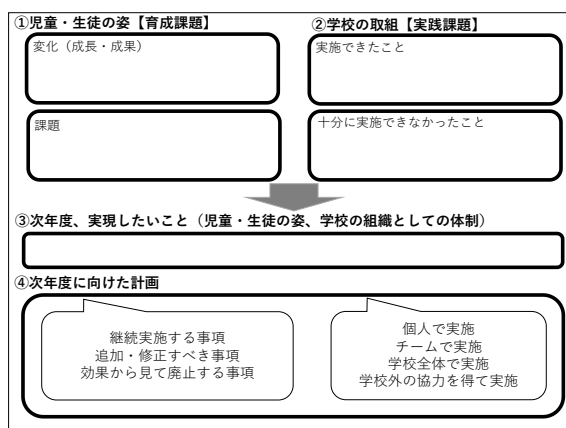 ①児童・生徒の姿【育成課題】
変化（成長・成果）
課題
②学校の取組【実践課題】
実施できたこと
十分に実施できなかったこと
③次年度、実現したいこと（児童・生徒の姿、学校の組織としての体制）
④次年度に向けた計画
継続実施する事項
追加・修正すべき事項
効果から見て廃止する事項
個人で実施
チームで実施
学校全体で実施
学校外の協力を得て実施